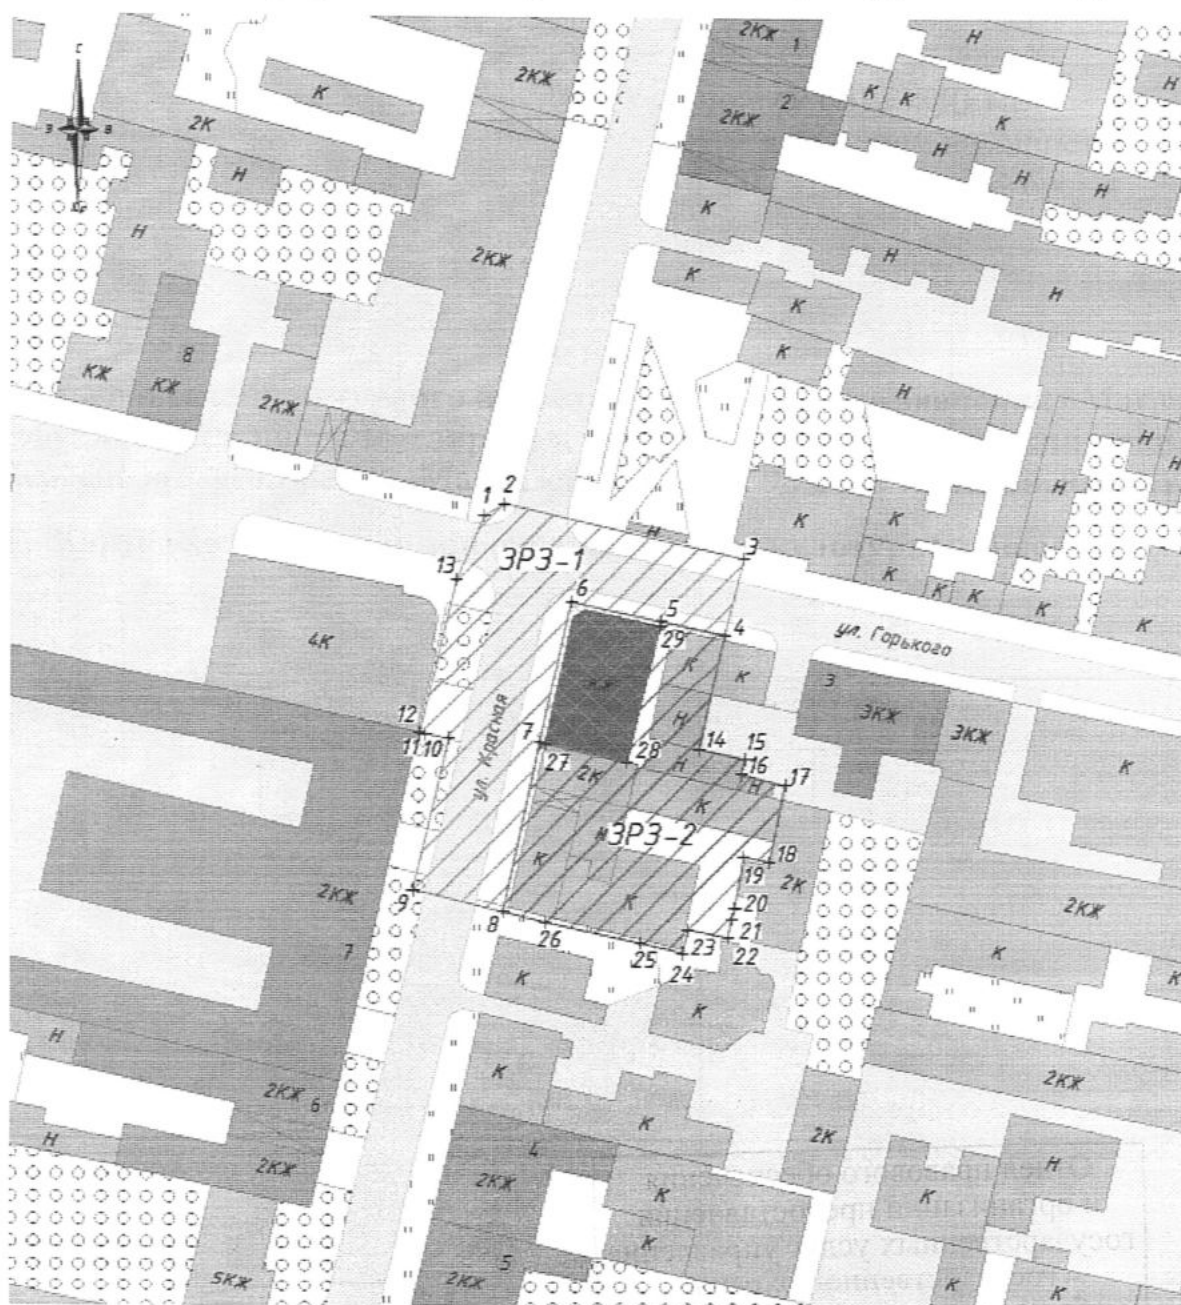 2КЖ 1
Н
С
2КЖ
Н
К
К
К
2
2КЖ
К
З В
2К
Н
Н
Н
Н
К
Н
2КЖ
Н
К
К
Н
К
8
КЖ
КЖ
2КЖ
Н
Н
Н
Н
1 2
К
К
Н
3
13
ЗРЗ-1
К
К
К
К
6
5
4
ул. Горького
К
4К
29
К
К
3
3КЖ
3КЖ
12
Н
К
11 10
ул. Красная
7
14
15
27
28
2К
Н
16
Н
17
К
ЗРЗ-2
К
18
19
2К
2КЖ
9
К
20
2КЖ
8
26
21
7
23
22
25
24
К
К
К
К
Н
К
2КЖ
2КЖ
6
К
2К
Н
4
Н
2КЖ
2КЖ
К
К
К
5КЖ
5
2КЖ
К
К